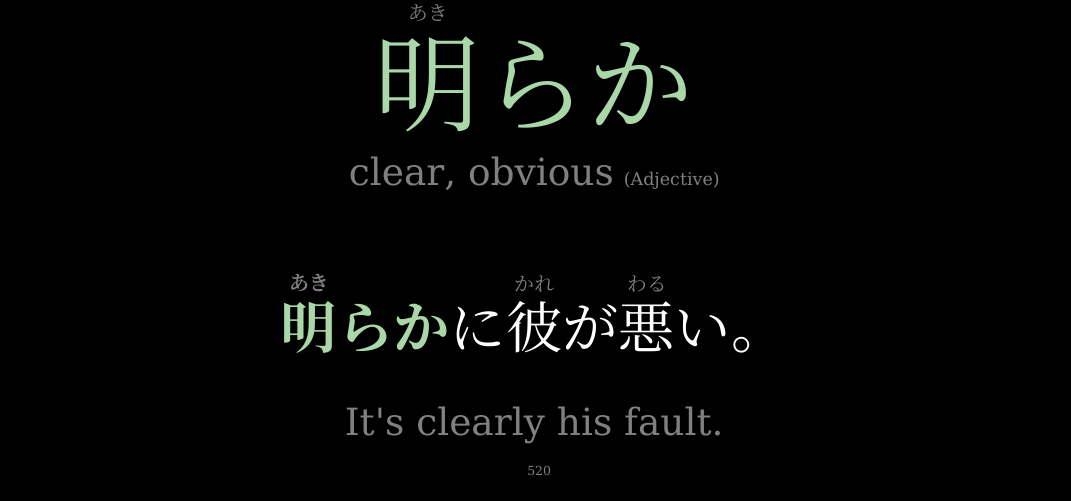 あき
明らか
clear, obvious (Adjective)
あき かれ わる
明らかに彼が悪い。
It's clearly his fault.
520